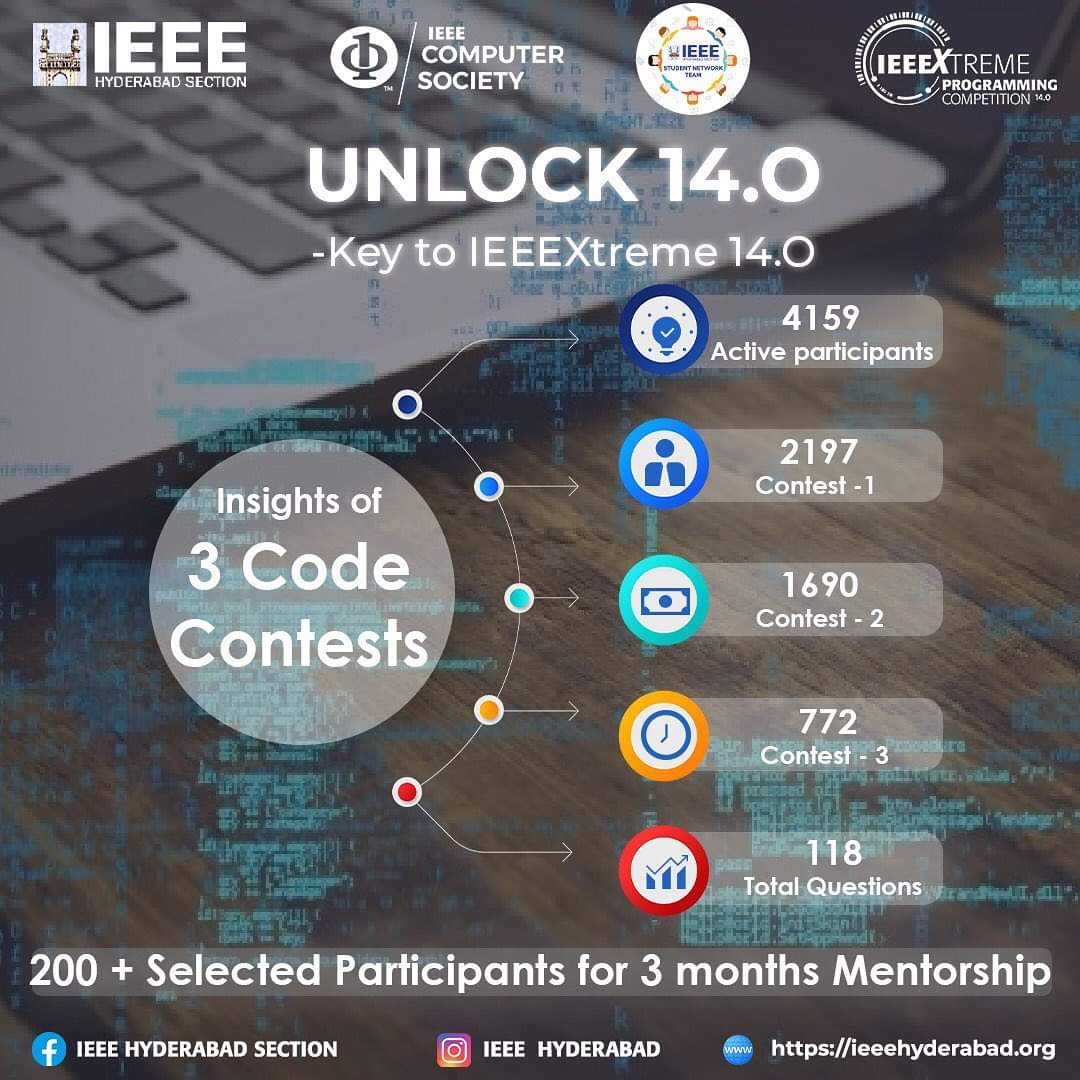 IEEE
HYDERABAD SECTION
IEEE
COMPUTER
SOCIETY
TM
IEEE
STUDENT NETWORK
TEAM
IEEEXTREME
PROGRAMMING
COMPETITION 14.0
UNLOCK 14.O
-Key to IEEEXtreme 14.O
4159
Active participants
2197
Contest -1
Insights of
3 Code
Contests
1690
Contest - 2
772
Contest - 3
118
Total Questions
200 + Selected Participants for 3 months Mentorship
IEEE HYDERABAD SECTION
IEEE HYDERABAD
www
https://ieeehyderabad.org